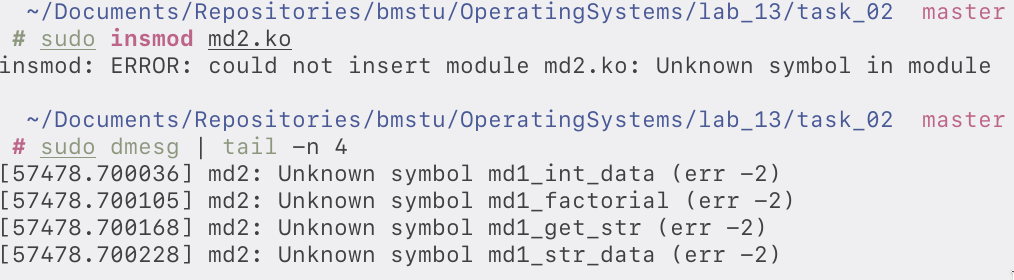 ~/Documents/Repositories/bmstu/OperatingSystems/lab_13/task_02 master
# sudo insmod md2.ko
insmod: ERROR: could not insert module md2.ko: Unknown symbol in module
~/Documents/Repositories/bmstu/OperatingSystems/lab_13/task_02 master
# sudo dmesg | tail -n 4
[57478.700036] md2: Unknown symbol md1_int_data (err -2)
[57478.700105] md2: Unknown symbol md1_factorial (err -2)
[57478.700168] md2: Unknown symbol md1_get_str (err -2)
[57478.700228] md2: Unknown symbol md1_str_data (err -2)